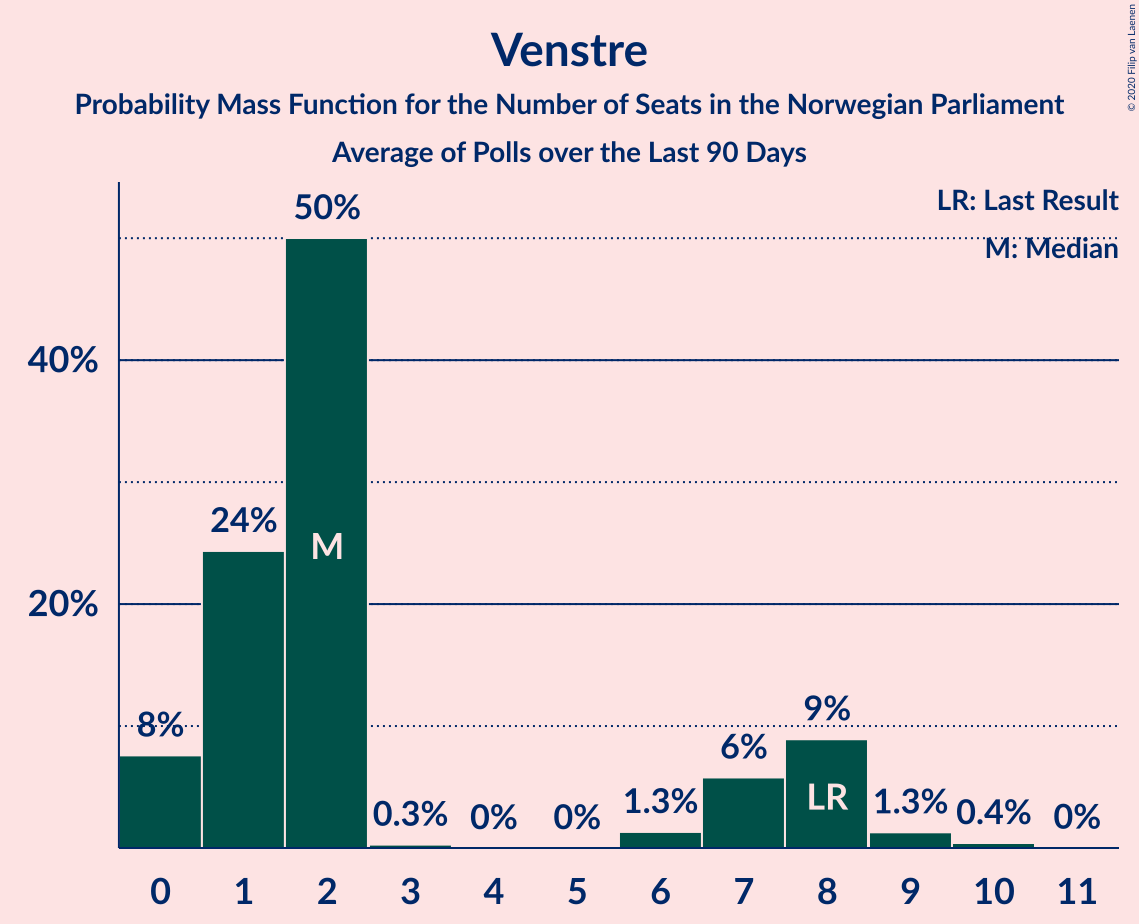 Venstre
Probability Mass Function for the Number of Seats in the Norwegian Parliament
Average of Polls over the Last 90 Days
© 2020 Filip van Laenen
LR: Last Result
M: Median
50%
40%
24%
M
20%
8%
0.3%
0%
0%
1.3%
6%
9%
LR
1.3%
0.4%
0%
0 1 2 3 4 5 6 7 8 9 10 11